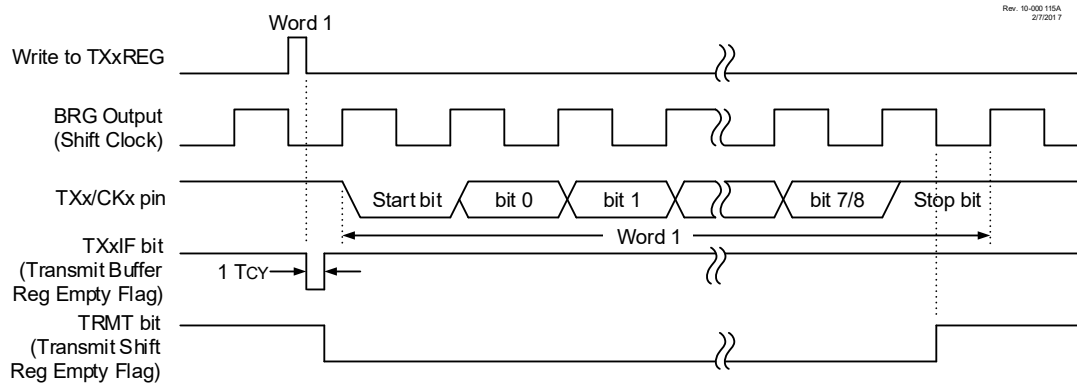 Rev. 10-000 115A
2/7/201 7
Word 1
Write to TXxREG
BRG Output
(Shift Clock)
TXx/CKx pin
Start bit
bit 0
bit 1
bit 7/8
Stop bit
Word 1
TXxIF bit
(Transmit Buffer
Reg Empty Flag)
1 TCY
TRMT bit
(Transmit Shift
Reg Empty Flag)